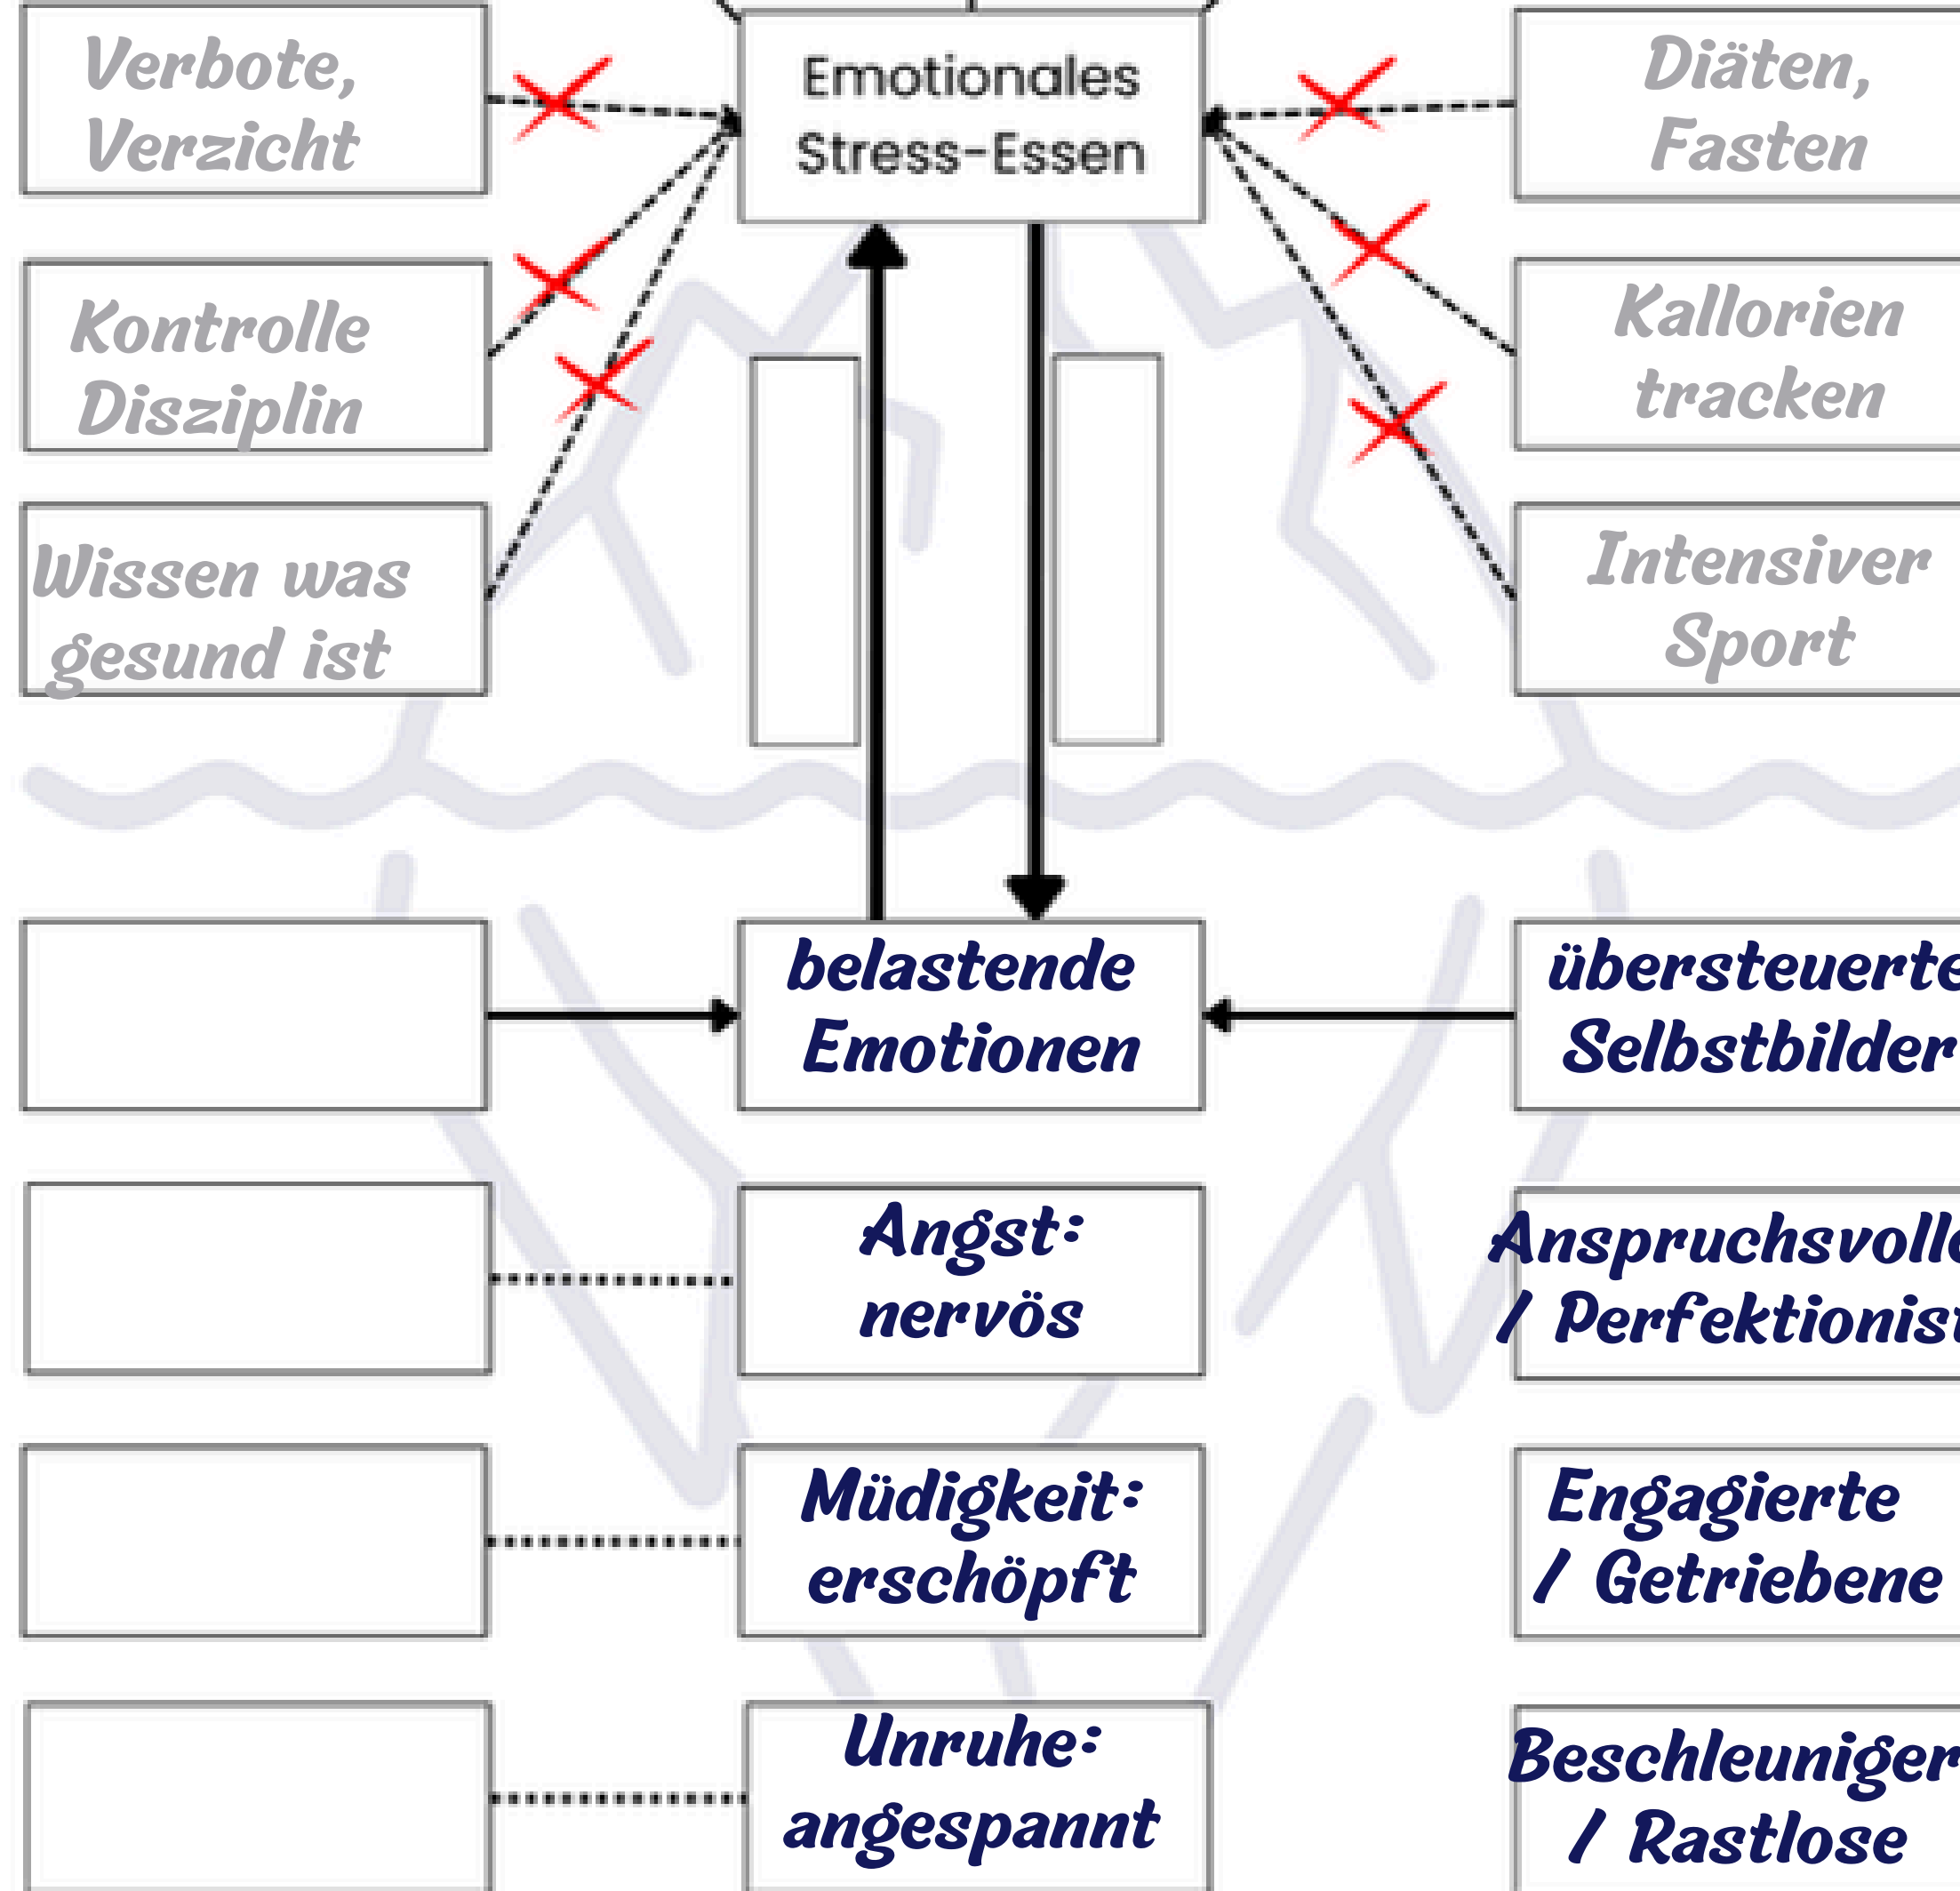 Verbote,
Verzicht
Emotionales
Stress-Essen
Diäten,
Fasten
Kontrolle
Disziplin
Kallorien
tracken
Wissen was
gesund ist
Intensiver
Sport
belastende
Emotionen
übersteuerte
Selbstbilder
Angst:
nervös
Anspruchsvolle
/ Perfektionist
Müdigkeit:
erschöpft
Engagierte
/ Getriebene
Unruhe:
angespannt
Beschleuniger
/ Rastlose